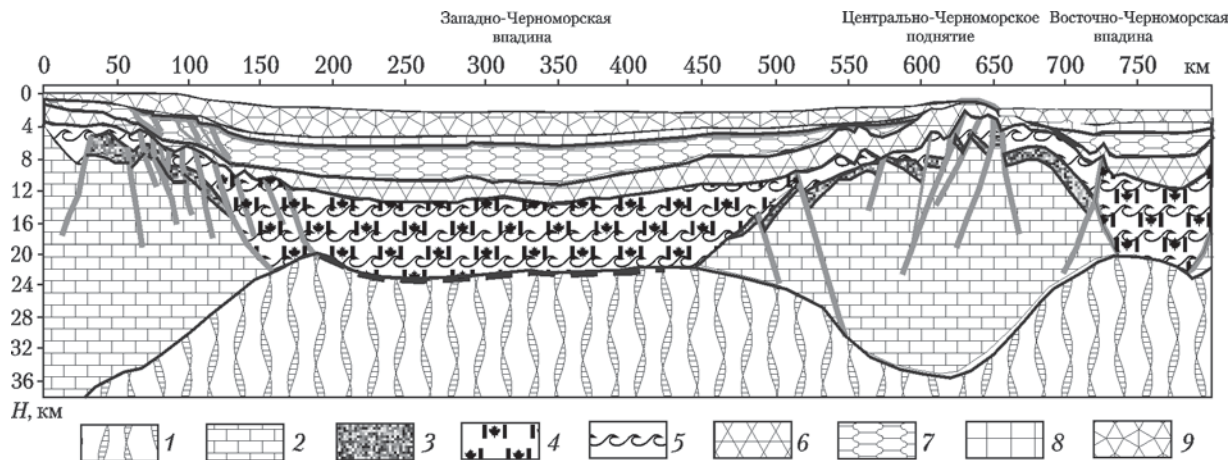 Западно-Черноморская
впадина
Центрально-Черноморское
поднятие
Восточно-Черноморская
впадина
0 50 100 150 200 250 300 350 400 450 500 550 600 650 700 750 км
0
4
8
12
16
20
24
28
32
36
H, км
1 2 3 4 5 6 7 8 9